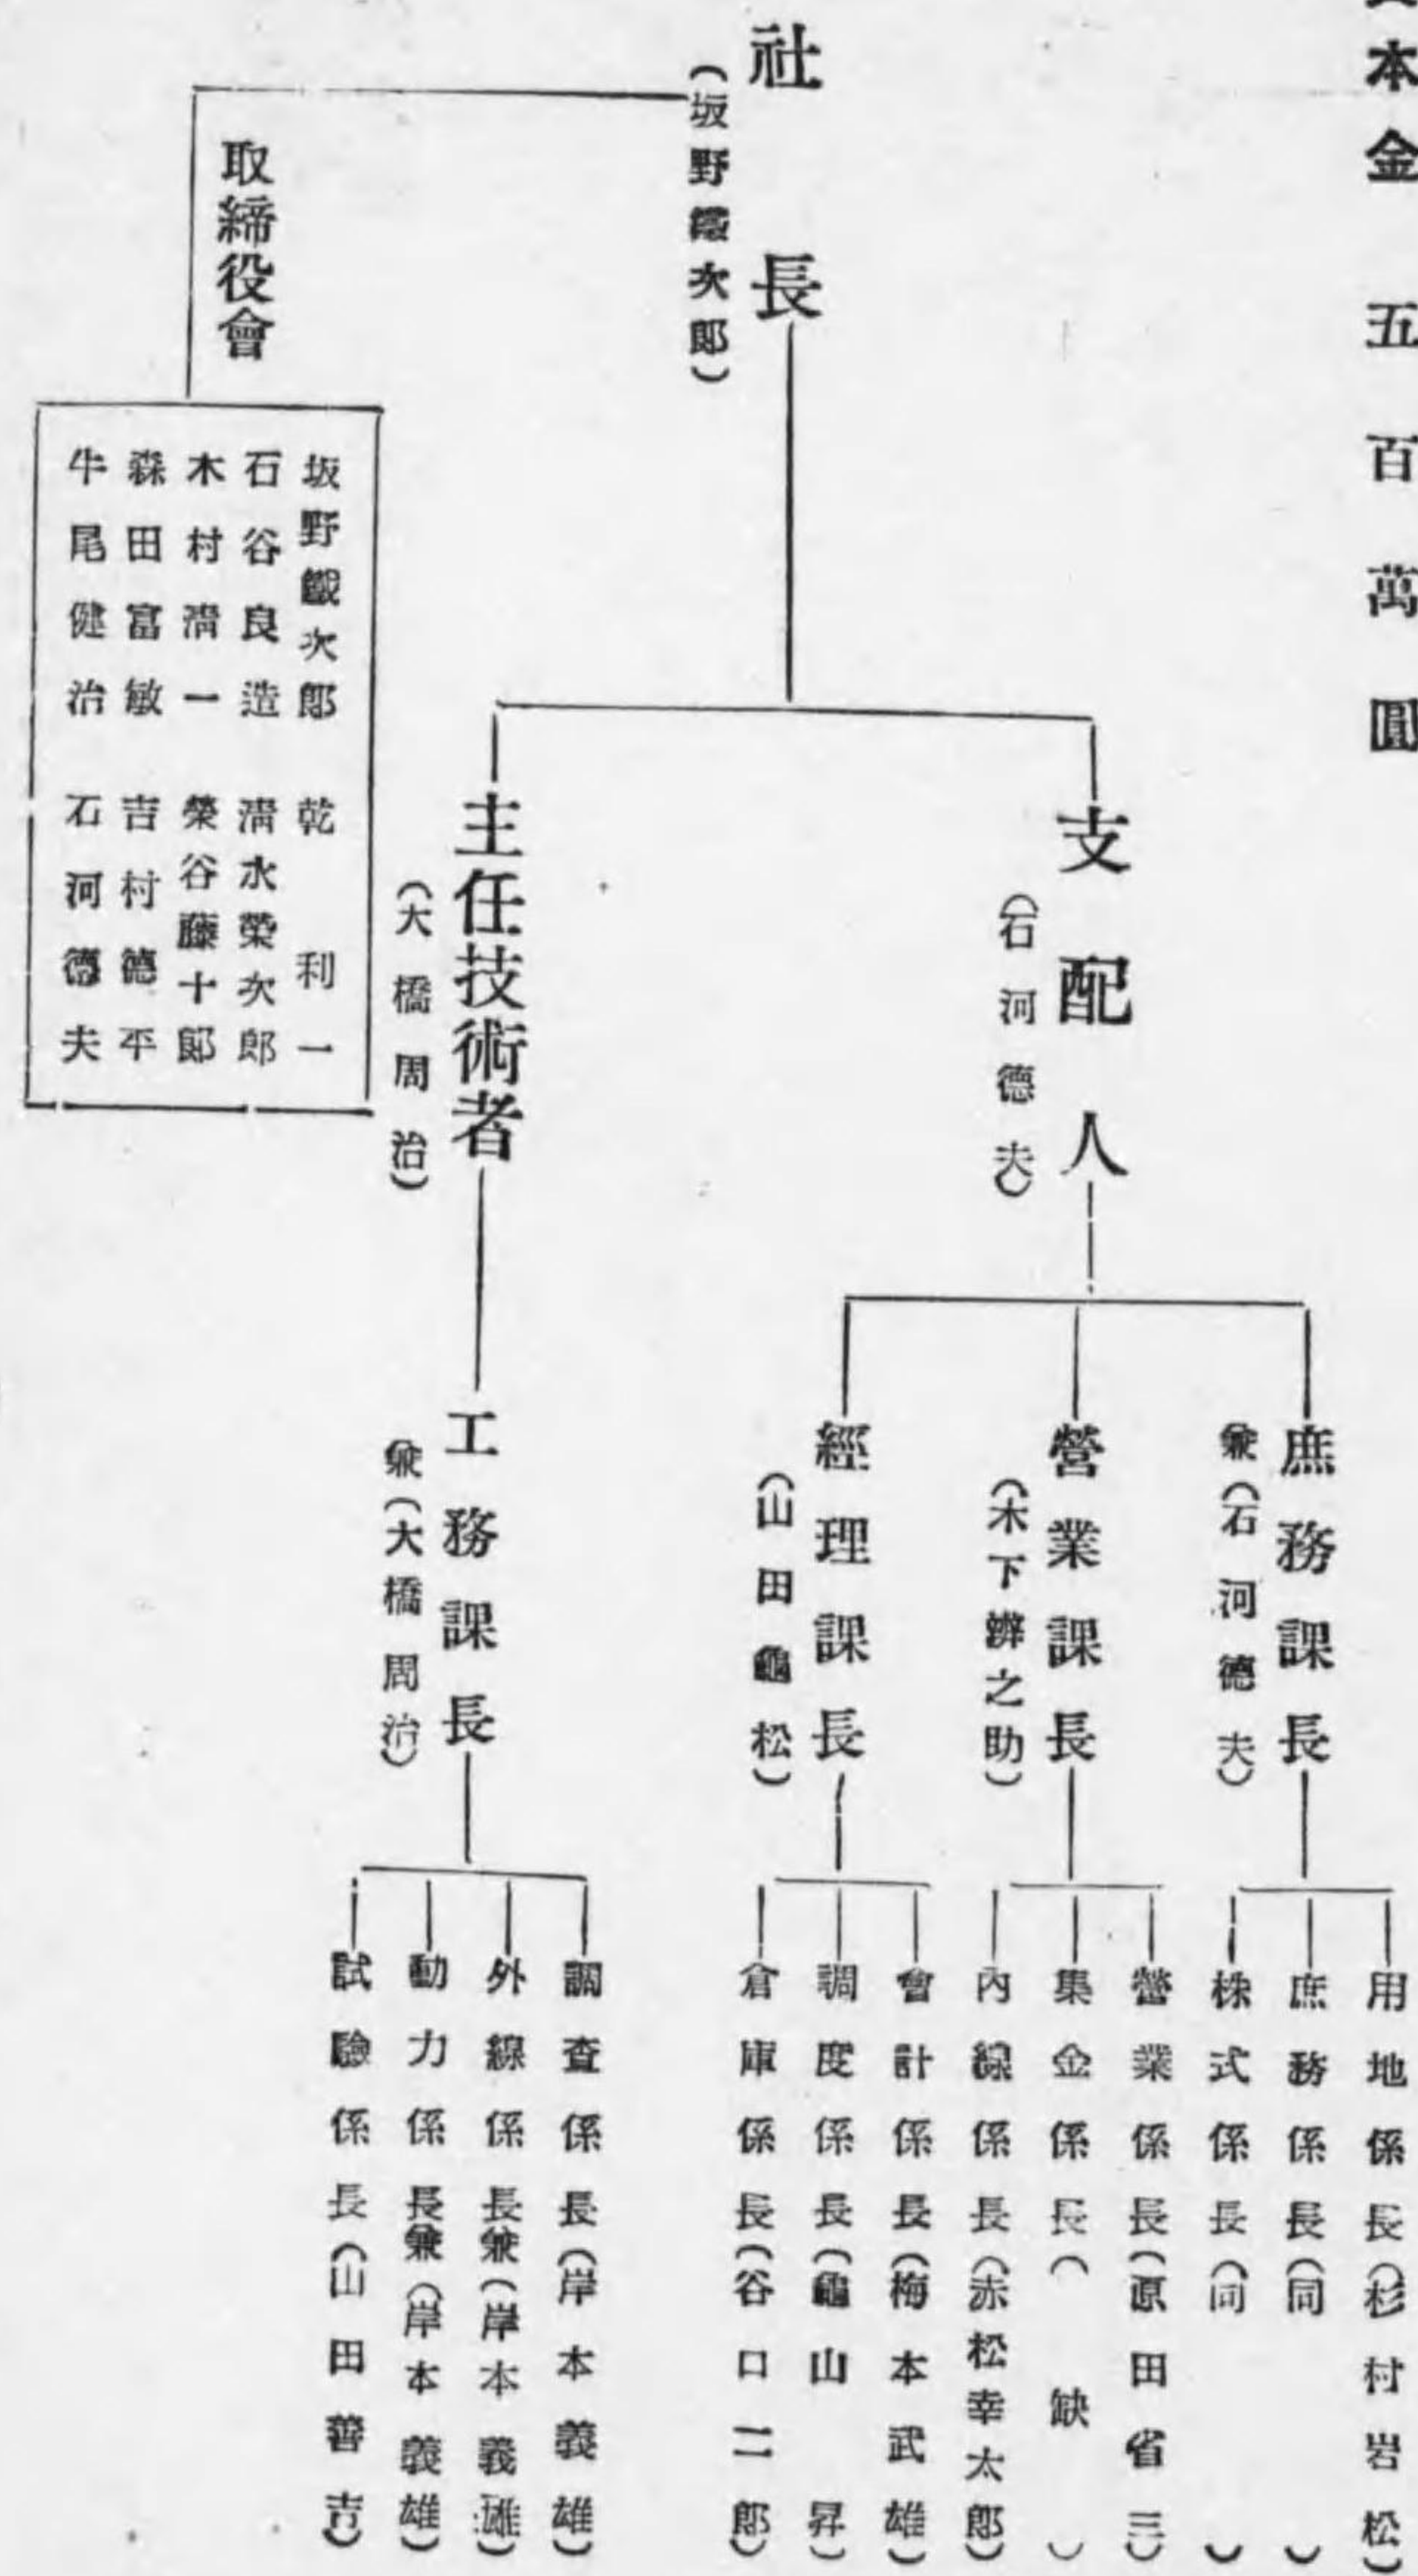 本金五百萬圓
社長
(坂野鐵次郎)
取締役會
坂野鐵次郎 乾利一
石谷良造 淸水榮次郎
木村淸一 榮谷藤十郞
森田富敏 吉村德平
牛尾健治 石河德夫
支配人
(石河德夫)
庶務課長
兼(石河德夫)
用地係長(杉村岩松)
庶務係長(同)
株式係長(同)
營業課長
(木下辨之助)
營業係長(原田省三)
集金係長(缺)
內線係長(赤松幸太郎)
經理課長
(山田龜松)
會計係長(梅本武雄)
調度係長(龜山昇)
倉庫係長(谷口二郎)
主任技術者
(大橋周治)
工務課長
兼(大橋周治)
調査係長(岸本義雄)
外線係長兼(岸本義雄)
動力係長兼(岸本義雄)
試驗係長(山田善吉)